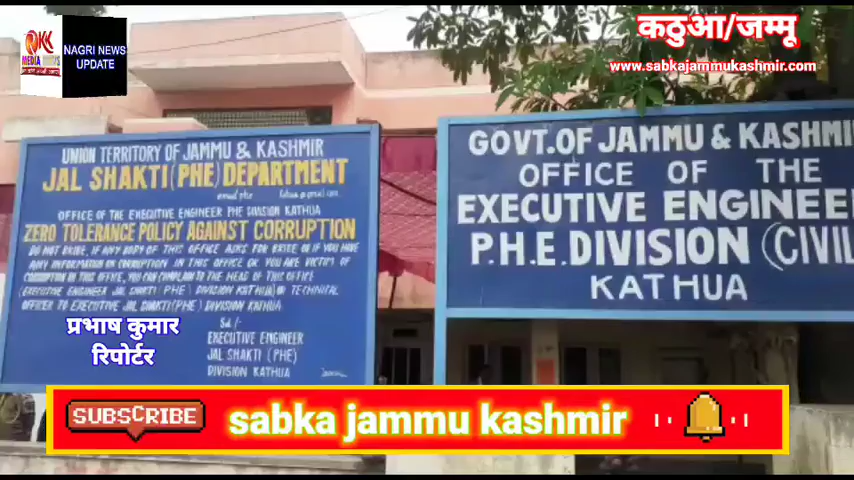 NAGRI NEWS
UPDATE
MEDIA
कठुआ/जम्मू
www.sabkajammukashmir.com
UNION TERRITORY OF JAMMU & KASHMIR
JAL SHAKTI (PHE) DEPARTMENT
OFFICE OF THE EXECUTIVE ENGINEER PHE DIVISION KATHUA
ZERO TOLERANCE POLICY AGAINST CORRUPTION
DO NOT BRIBE, IF ANY BODY OF THIS OFFICE ASKS FOR BRIBE OR IF YOU HAVE
ANY INFORMATION ON CORRUPTION IN THIS OFFICE OR YOU ARE VICTIM OF
CORRUPTION IN THIS OFFICE, YOU CAN COMPLAIN TO THE HEAD OF THIS OFFICE
(EXECUTIVE ENGINEER JAL SHAKTI (PHE) DIVISION KATHUA) OR TECHNICAL
OFFICER TO EXECUTIVE JAL SHAKTI (PHE) DIVISION KATHUA
Sd/-
EXECUTIVE ENGINEER
JAL SHAKTI (PHE)
DIVISION KATHUA
प्रभाष कुमार
रिपोर्टर
GOVT. OF JAMMU & KASHMI
OFFICE OF THE
EXECUTIVE ENGINEE
P.H.E. DIVISION (CIVIL
KATHUA
SUBSCRIBE
sabka jammu kashmir